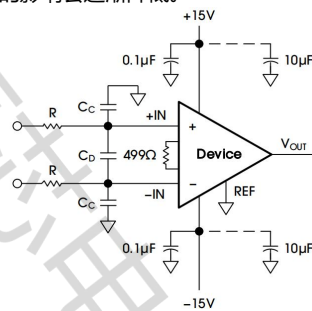 +15V
0.1µF
10µF
R
C_C
+IN
+
C_D
499Ω
Device
V_OUT
R
−IN
−
C_C
REF
0.1µF
10µF
−15V